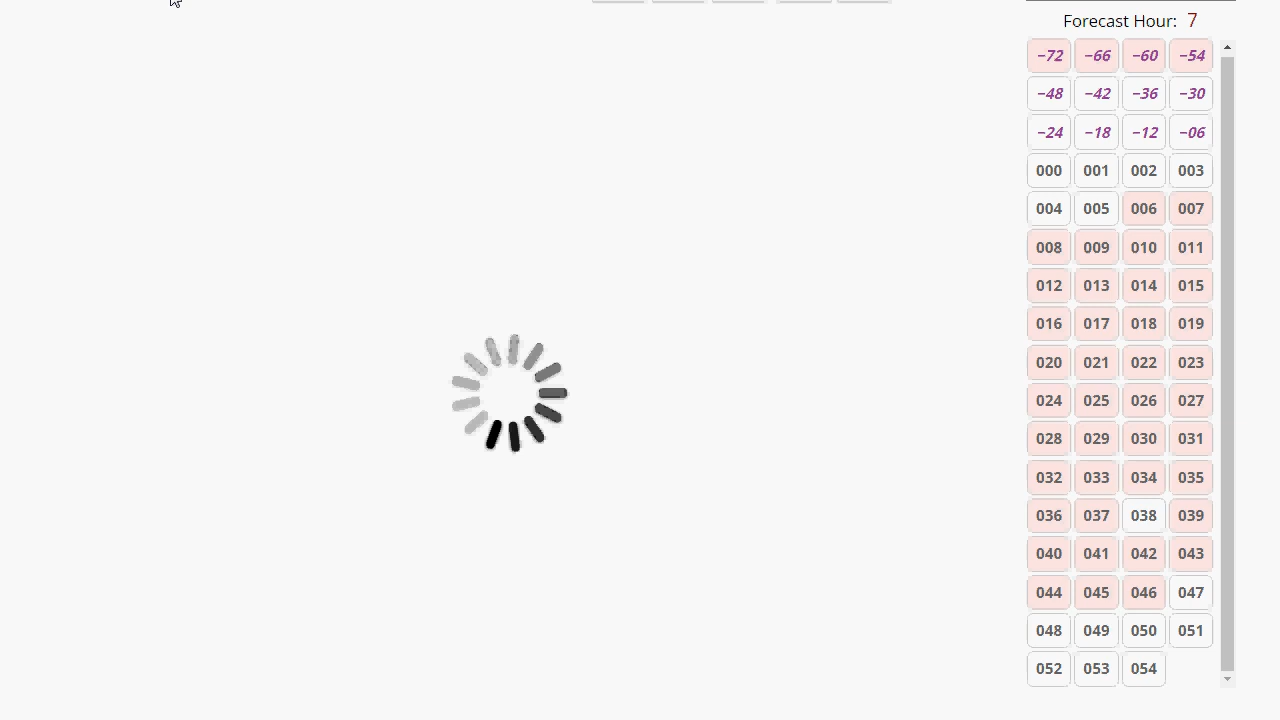 Forecast Hour: 7
−72 −66 −60 −54
−48 −42 −36 −30
−24 −18 −12 −06
000 001 002 003
004 005 006 007
008 009 010 011
012 013 014 015
016 017 018 019
020 021 022 023
024 025 026 027
028 029 030 031
032 033 034 035
036 037 038 039
040 041 042 043
044 045 046 047
048 049 050 051
052 053 054